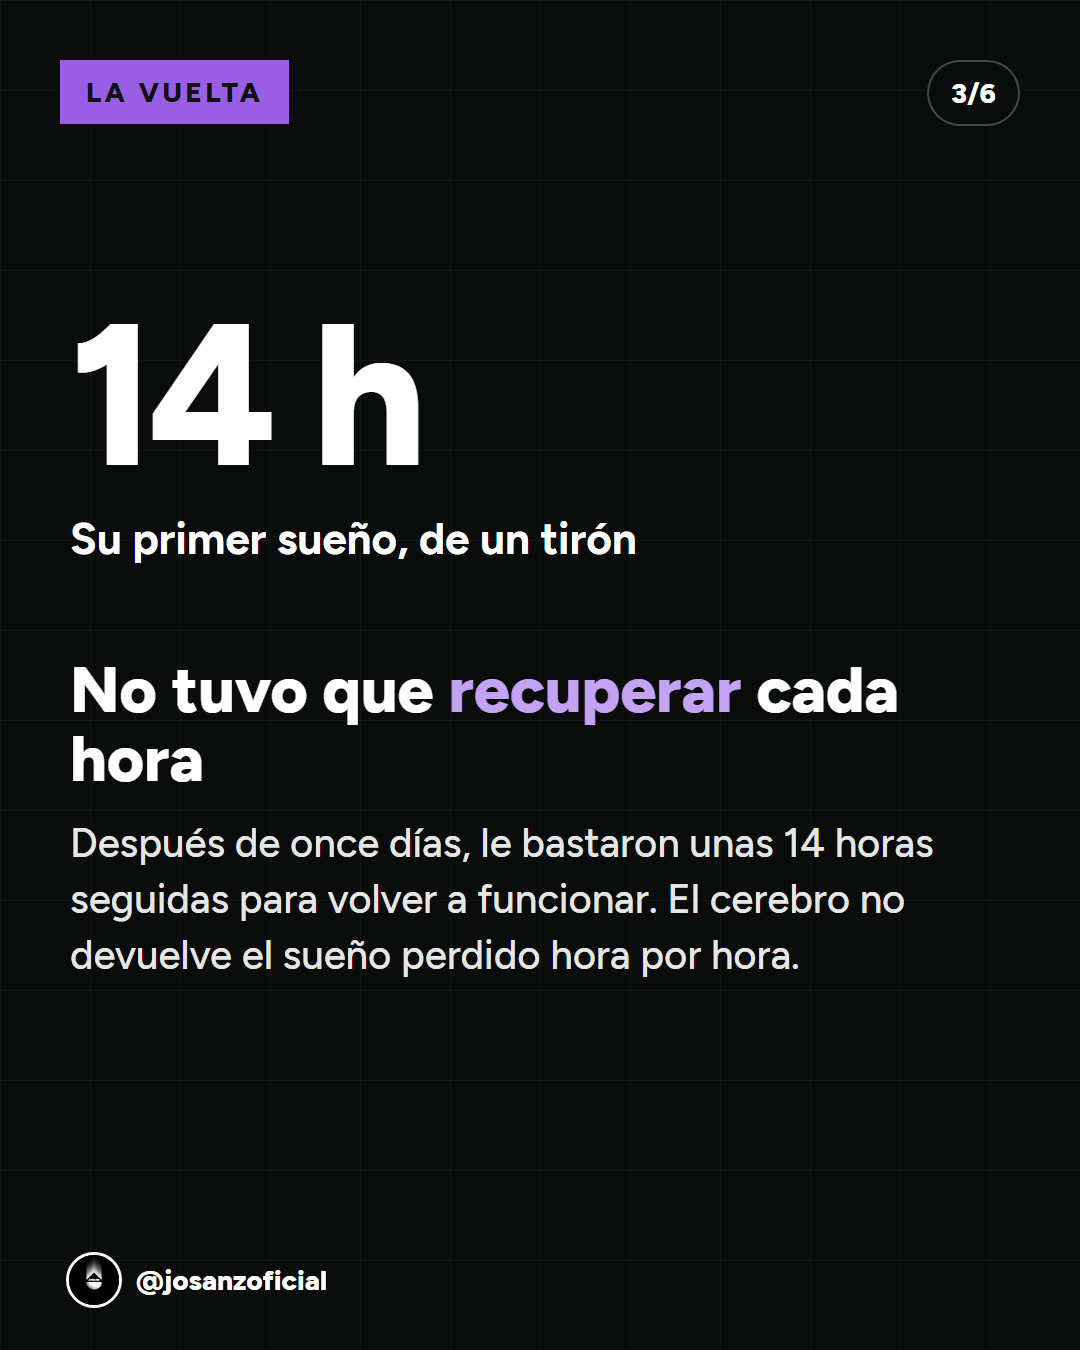 LA VUELTA
3/6
14 h
Su primer sueño, de un tirón
No tuvo que recuperar cada
hora
Después de once días, le bastaron unas 14 horas
seguidas para volver a funcionar. El cerebro no
devuelve el sueño perdido hora por hora.
@josanzoficial